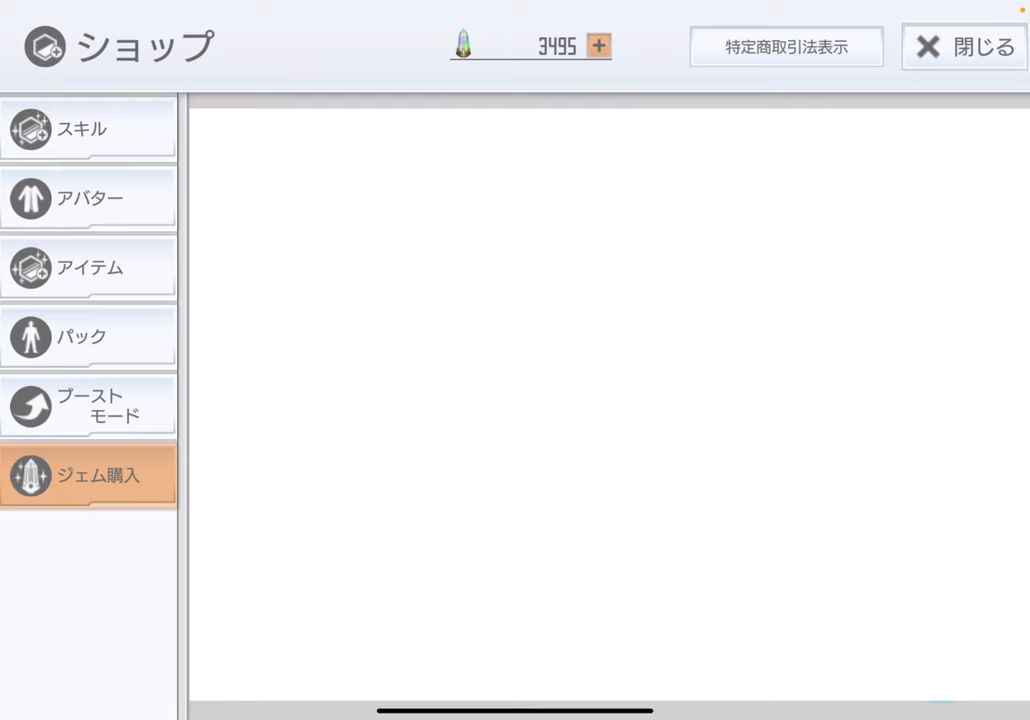 ショップ
3495
特定商取引法表示
閉じる
スキル
アバター
アイテム
パック
ブースト
モード
ジェム購入